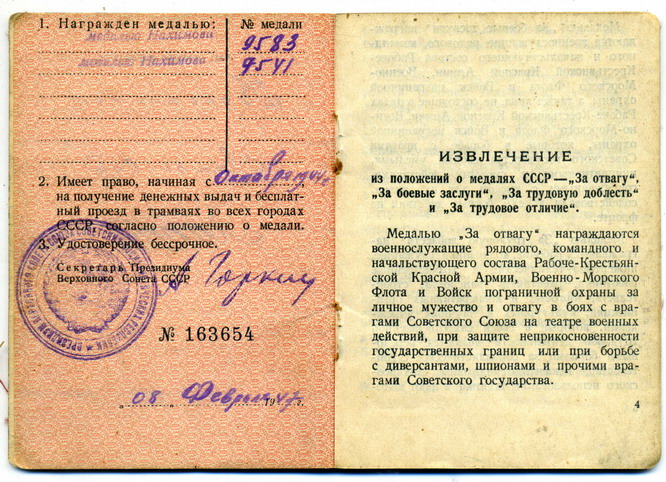 1. Награжден медалью:
№ медали
медалью Нахимова
9583
медалью Нахимова
9541
2. Имеет право, начиная с октября 1944 г.
на получение денежных выдач и бесплат-
ный проезд в трамваях во всех городах
СССР, согласно положению о медали.
3. Удостоверение бессрочное.
Секретарь Президиума
Верховного Совета СССР
А Горкин
№ 163654
„08 Февраля 1947 г.
ИЗВЛЕЧЕНИЕ
из положений о медалях СССР—„За отвагу“,
„За боевые заслуги“, „За трудовую доблесть“
и „За трудовое отличие“.
Медалью „За отвагу“ награждаются
военнослужащие рядового, командного и
начальствующего состава Рабоче-Крестьян-
ской Красной Армии, Военно-Морского
Флота и Войск пограничной охраны за
личное мужество и отвагу в боях с вра-
гами Советского Союза на театре военных
действий, при защите неприкосновенности
государственных границ или при борьбе
с диверсантами, шпионами и прочими вра-
гами Советского государства.
4